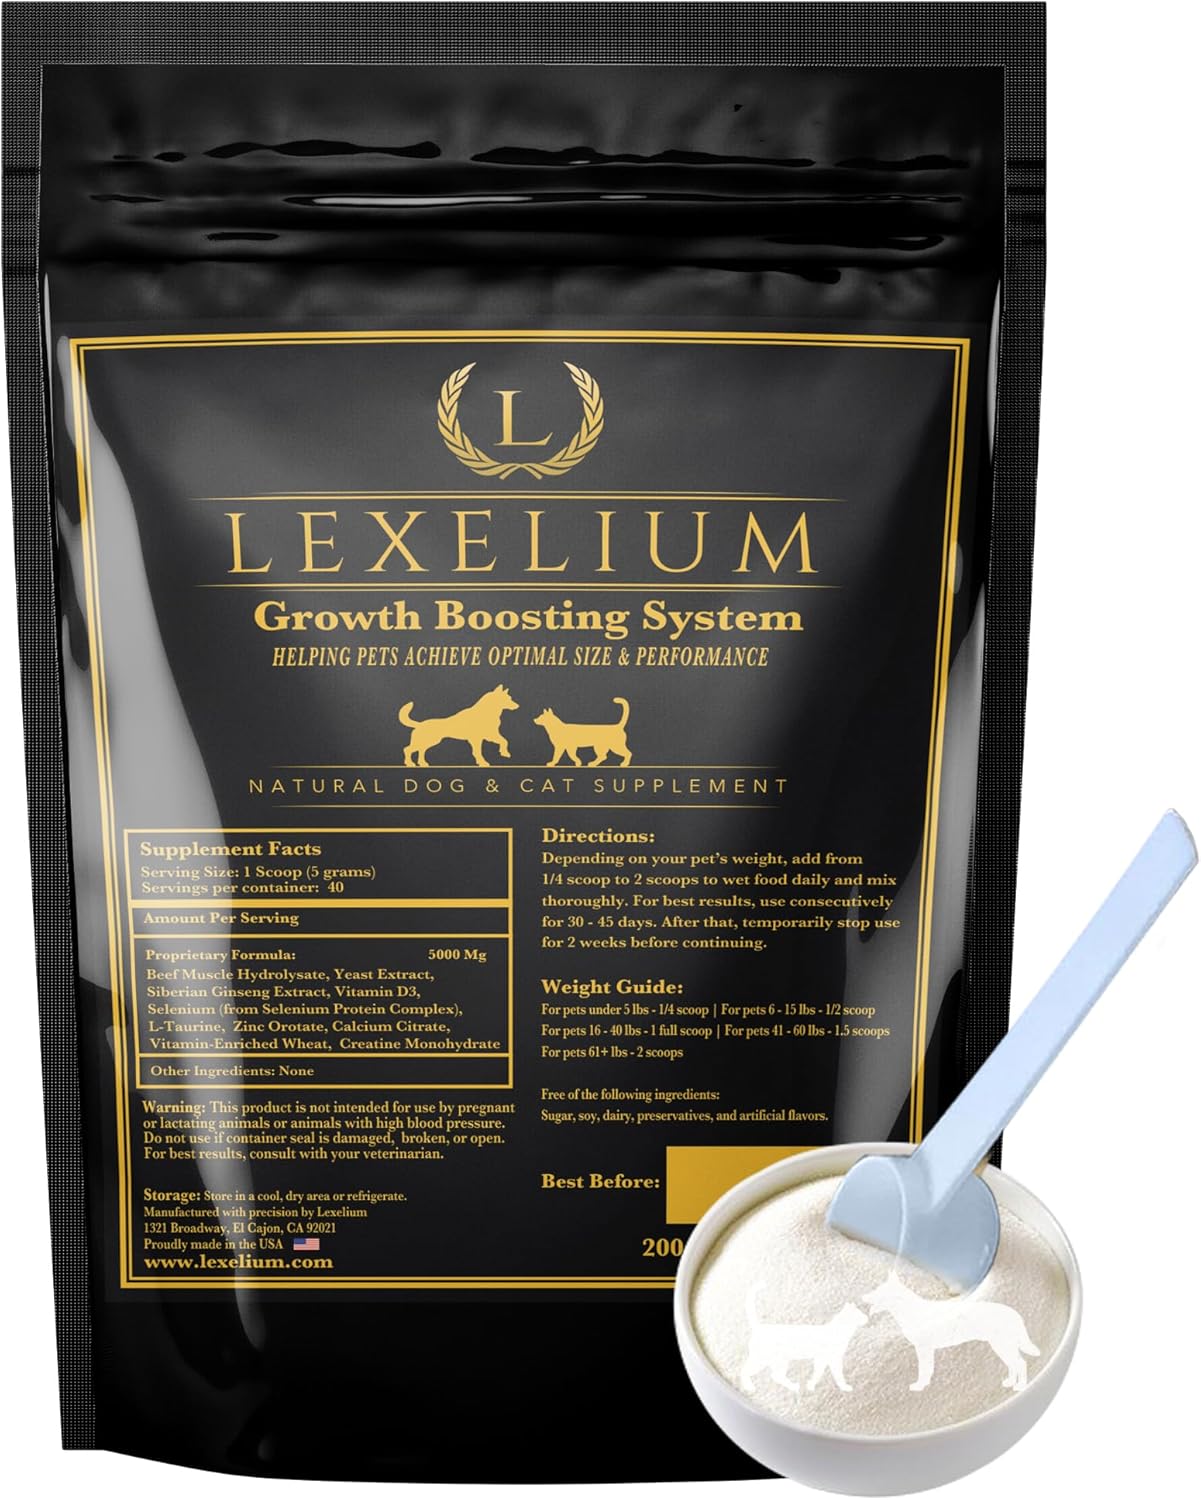 L
LEXELIUM
Growth Boosting System
HELPING PETS ACHIEVE OPTIMAL SIZE & PERFORMANCE
NATURAL DOG & CAT SUPPLEMENT
Supplement Facts
Serving Size: 1 Scoop (5 grams)
Servings per container: 40
Amount Per Serving
Proprietary Formula: 5000 Mg
Beef Muscle Hydrolysate, Yeast Extract,
Siberian Ginseng Extract, Vitamin D3,
Selenium (from Selenium Protein Complex),
L-Taurine, Zinc Orotate, Calcium Citrate,
Vitamin-Enriched Wheat, Creatine Monohydrate
Other Ingredients: None
Warning: This product is not intended for use by pregnant
or lactating animals or animals with high blood pressure.
Do not use if container seal is damaged, broken, or open.
For best results, consult with your veterinarian.
Storage: Store in a cool, dry area or refrigerate.
Manufactured with precision by Lexelium
1321 Broadway, El Cajon, CA 92021
Proudly made in the USA
www.lexelium.com
Directions:
Depending on your pet's weight, add from
1/4 scoop to 2 scoops to wet food daily and mix
thoroughly. For best results, use consecutively
for 30 - 45 days. After that, temporarily stop use
for 2 weeks before continuing.
Weight Guide:
For pets under 5 lbs - 1/4 scoop | For pets 6 - 15 lbs - 1/2 scoop
For pets 16 - 40 lbs - 1 full scoop | For pets 41 - 60 lbs - 1.5 scoops
For pets 61+ lbs - 2 scoops
Free of the following ingredients:
Sugar, soy, dairy, preservatives, and artificial flavors.
Best Before:
200